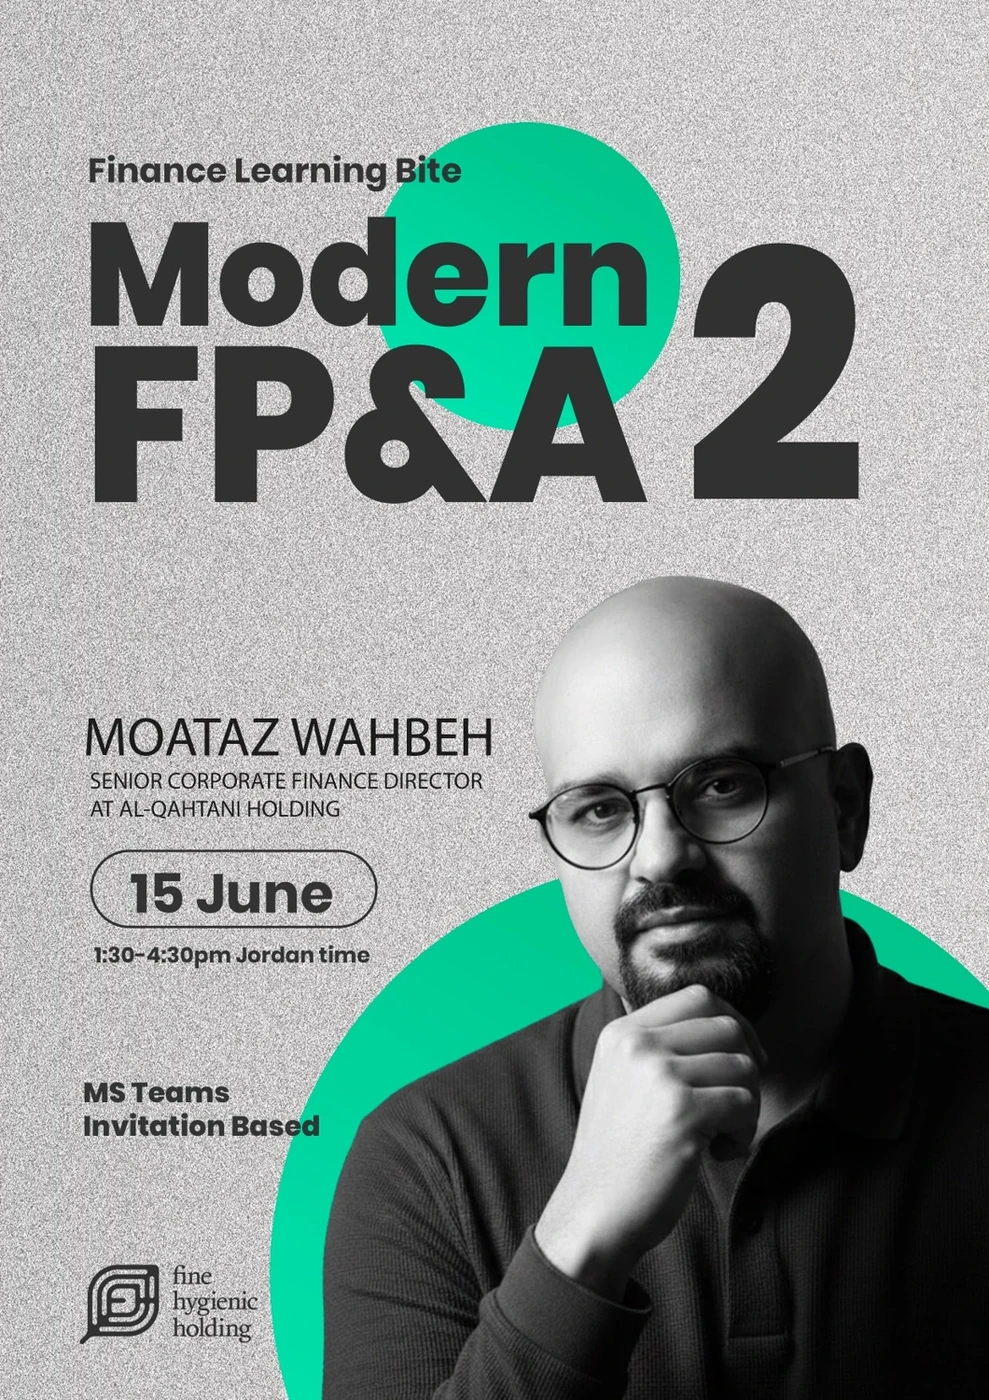 Finance Learning Bite
Modern
FP&A 2
MOATAZ WAHBEH
SENIOR CORPORATE FINANCE DIRECTOR
AT AL-QAHTANI HOLDING
15 June
1:30-4:30pm Jordan time
MS Teams
Invitation Based
fine
hygienic
holding